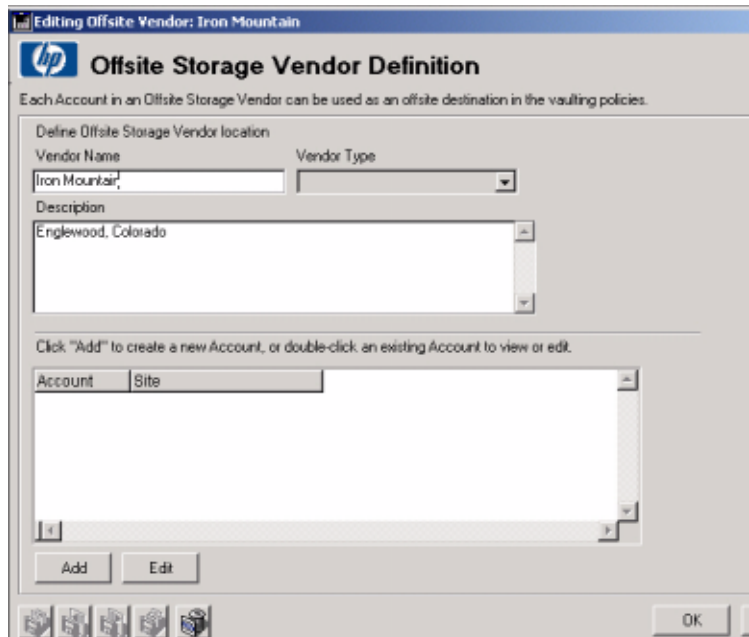 Editing Offsite Vendor: Iron Mountain
hp
Offsite Storage Vendor Definition
Each Account in an Offsite Storage Vendor can be used as an offsite destination in the vaulting policies.
Define Offsite Storage Vendor location
Vendor Name Vendor Type
Iron Mountain
Description
Englewood, Colorado
Click "Add" to create a new Account, or double-click an existing Account to view or edit.
Account Site
Add Edit
OK